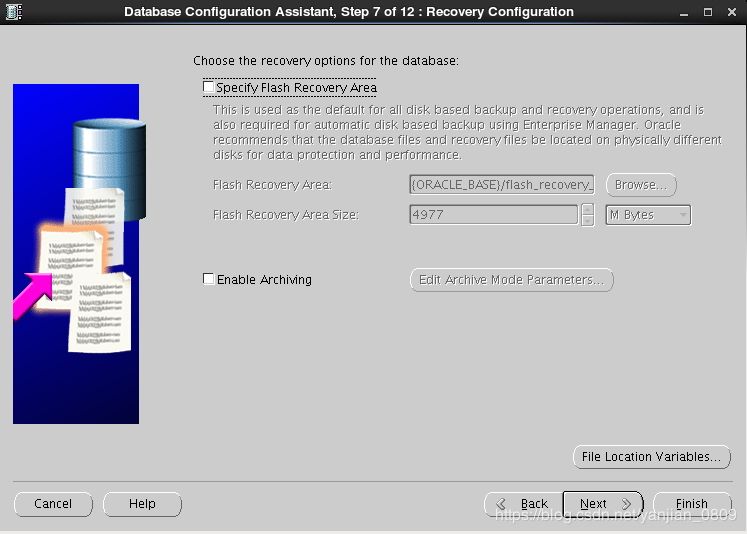 Database Configuration Assistant, Step 7 of 12 : Recovery Configuration
Choose the recovery options for the database:
Specify Flash Recovery Area
This is used as the default for all disk based backup and recovery operations, and is
also required for automatic disk based backup using Enterprise Manager. Oracle
recommends that the database files and recovery files be located on physically different
disks for data protection and performance.
Flash Recovery Area: {ORACLE_BASE}/flash_recovery_ Browse...
Flash Recovery Area Size: 4977 M Bytes
Enable Archiving Edit Archive Mode Parameters...
File Location Variables...
Cancel Help Back Next Finish
https://blog.csdn.net/yanjian_0809